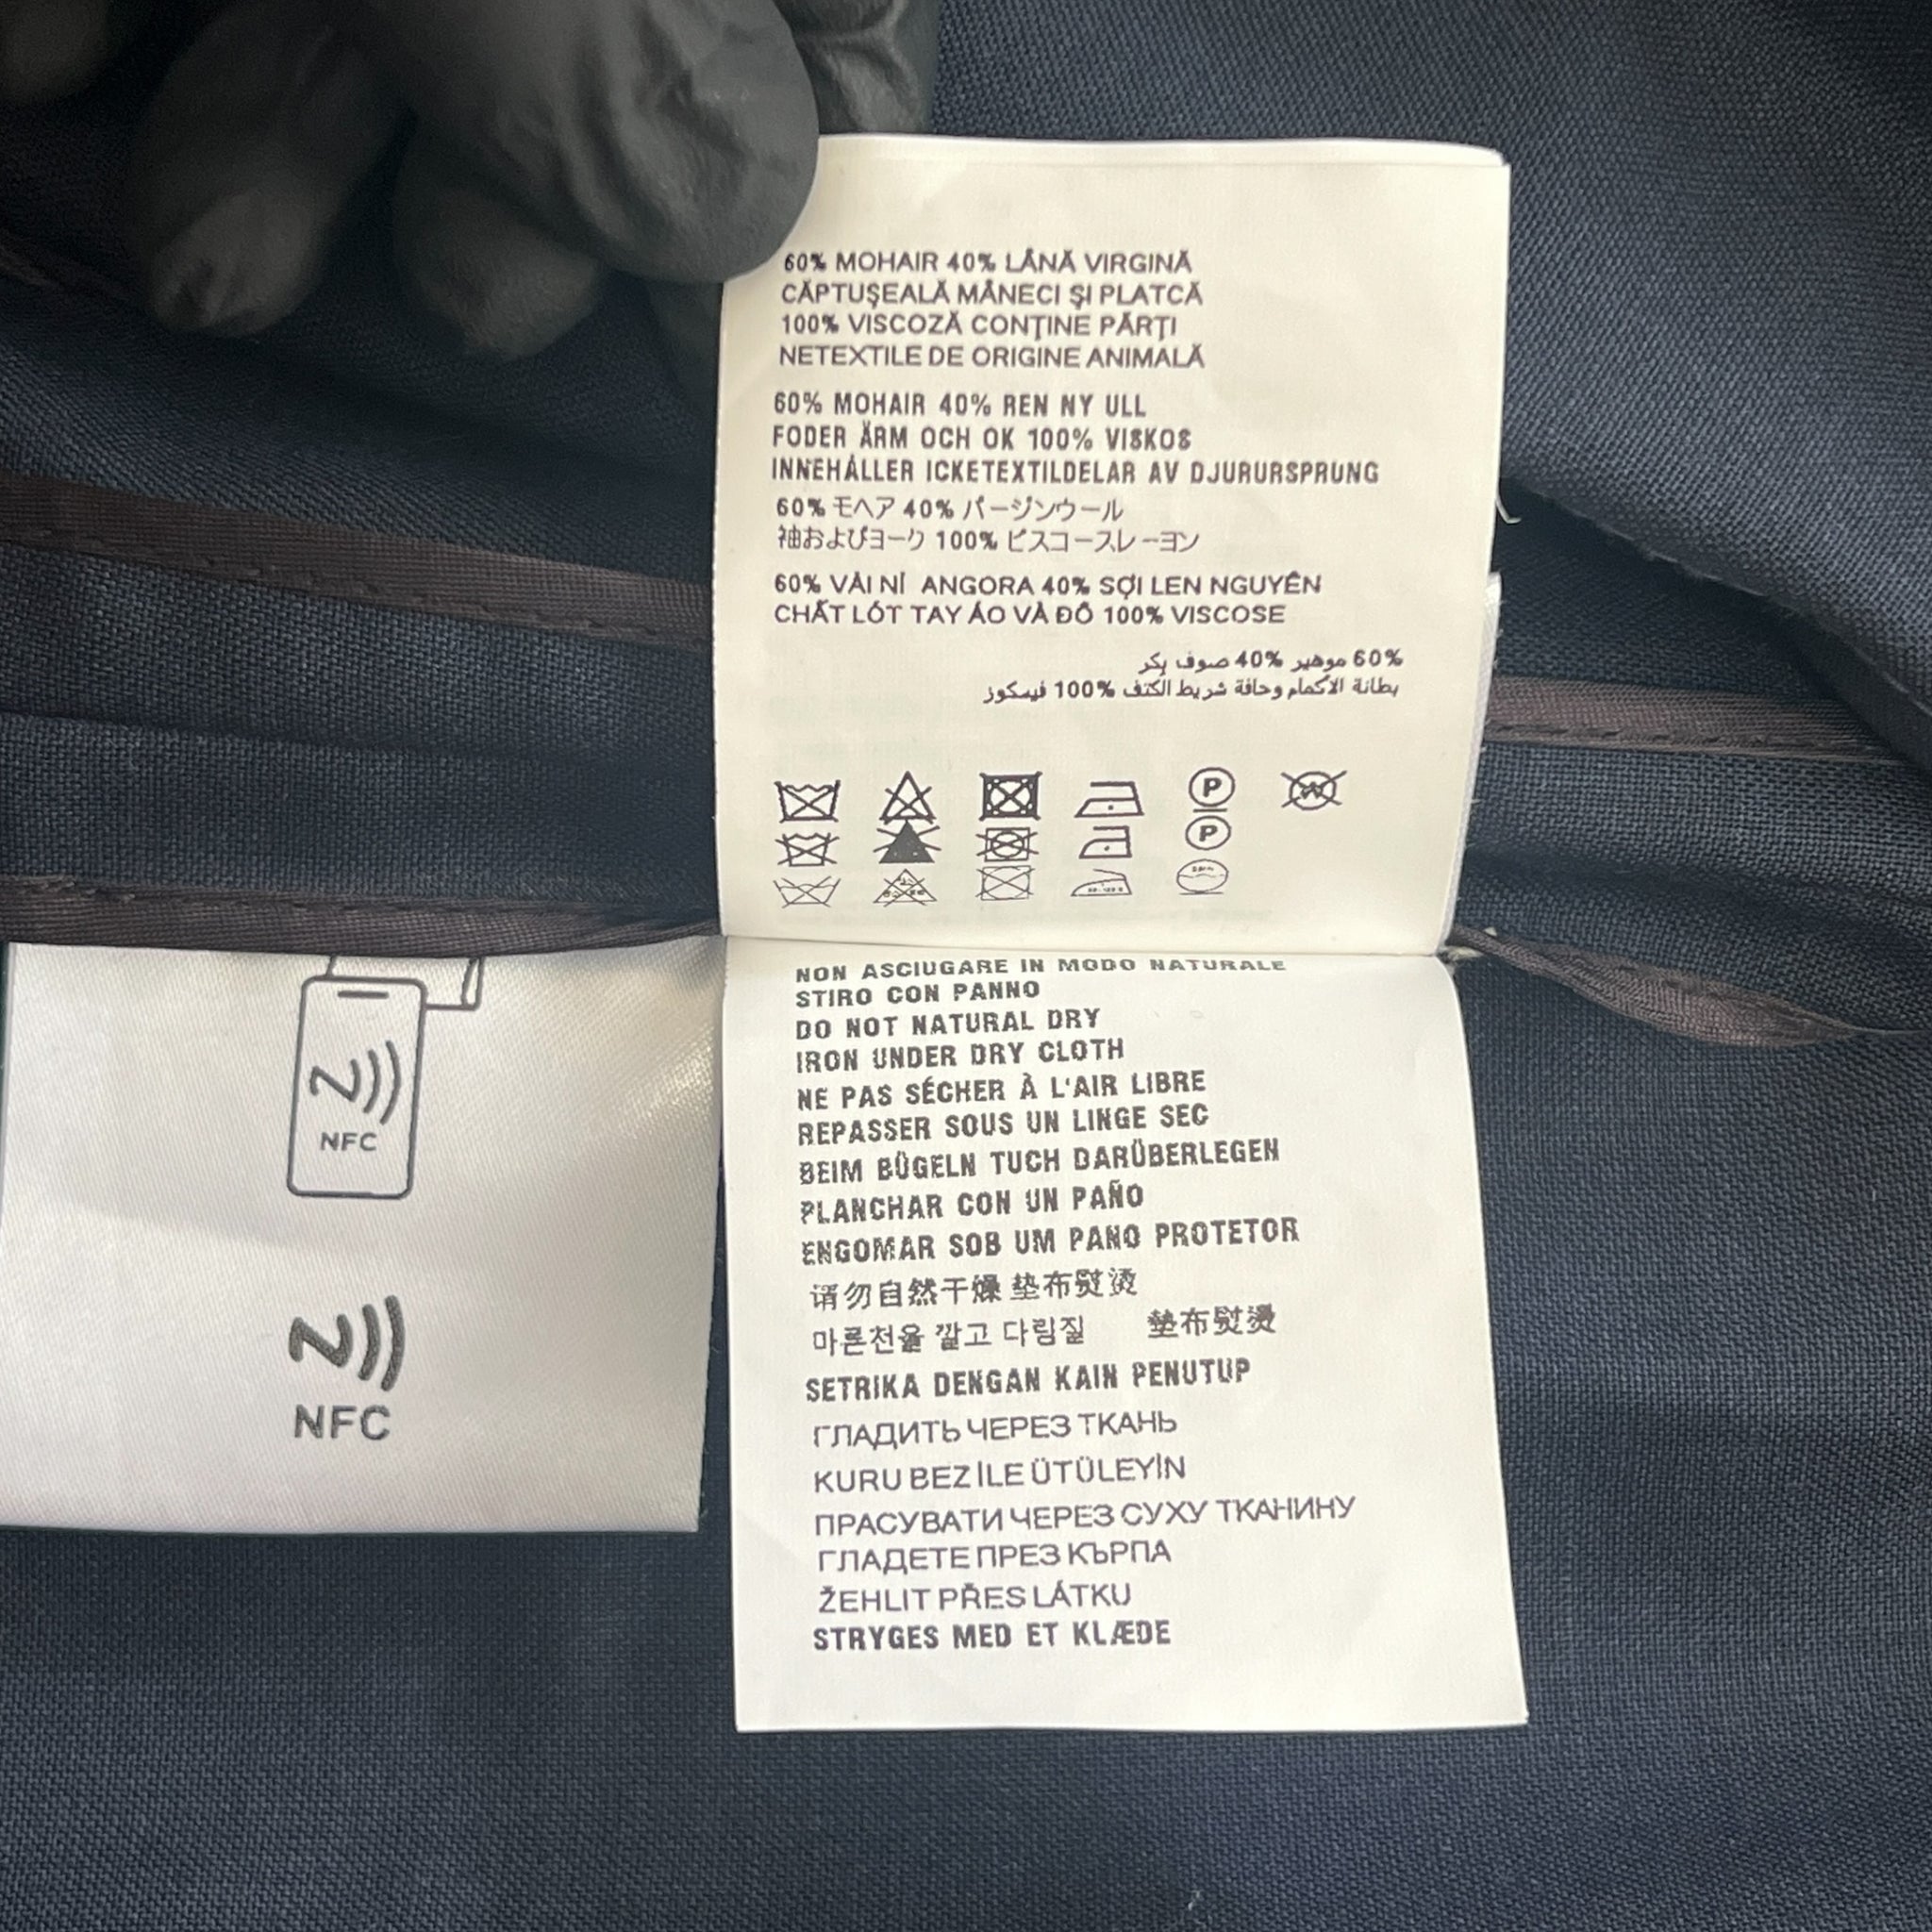 60% MOHAIR 40% LÂNĂ VIRGINĂ
CĂPTUŞEALĂ MÂNECI ŞI PLATCĂ
100% VISCOZĂ CONŢINE PĂRŢI
NETEXTILE DE ORIGINE ANIMALĂ
60% MOHAIR 40% REN NY ULL
FODER ÄRM OCH OK 100% VISKOS
INNEHÅLLER ICKETEXTILDELAR AV DJURURSPRUNG
60% モヘア 40% バージンウール
袖およびヨーク 100% ビスコースレーヨン
60% VẢI NỈ ANGORA 40% SỢI LEN NGUYÊN
CHẤT LÓT TAY ÁO VÀ ĐÔ 100% VISCOSE
60% موهير 40% صوف بكر
بطانة الأكمام وحافة شريط الكتف 100% فيسكوز
P
W
P
NON ASCIUGARE IN MODO NATURALE
STIRO CON PANNO
DO NOT NATURAL DRY
IRON UNDER DRY CLOTH
NE PAS SÉCHER À L'AIR LIBRE
REPASSER SOUS UN LINGE SEC
BEIM BÜGELN TUCH DARÜBERLEGEN
PLANCHAR CON UN PAÑO
ENGOMAR SOB UM PANO PROTETOR
请勿自然干燥 垫布熨烫
마른천을 깔고 다림질 墊布熨燙
SETRIKA DENGAN KAIN PENUTUP
ГЛАДИТЬ ЧЕРЕЗ ТКАНЬ
KURU BEZ İLE ÜTÜLEYİN
ПРАСУВАТИ ЧЕРЕЗ СУХУ ТКАНИНУ
ГЛАДЕТЕ ПРЕЗ КЪРПА
ŽEHLIT PŘES LÁTKU
STRYGES MED ET KLÆDE
NFC
NFC